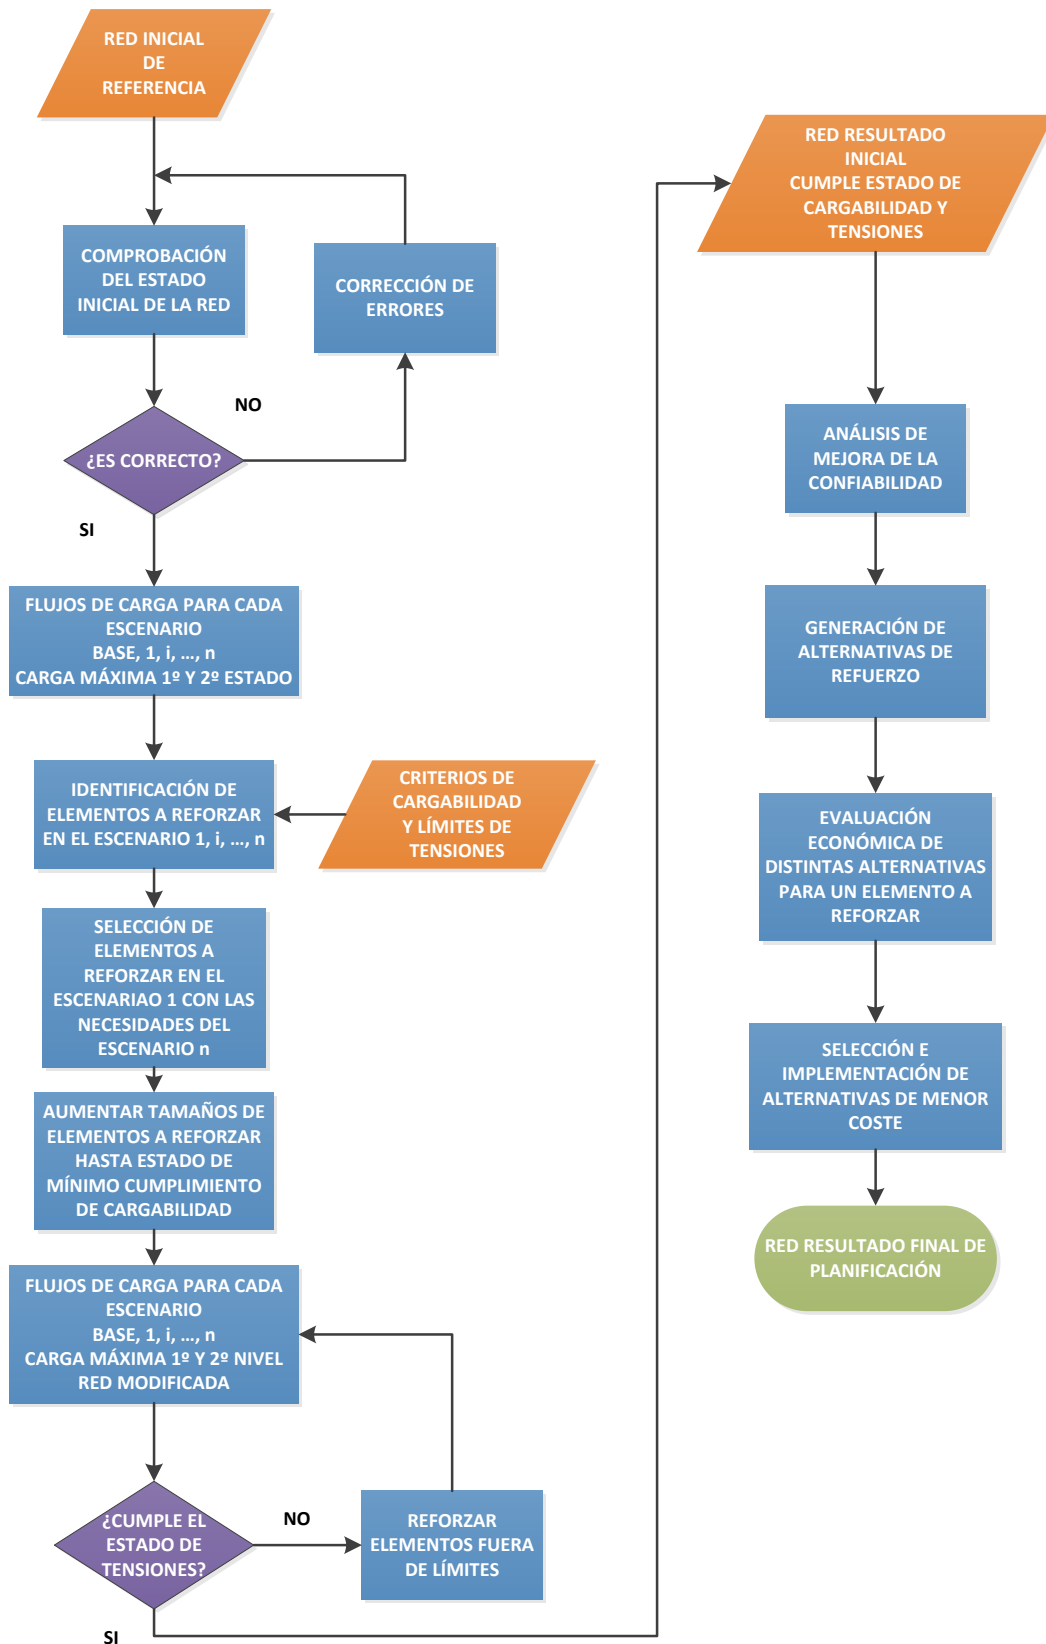 RED INICIAL
DE
REFERENCIA
COMPROBACIÓN
DEL ESTADO
INICIAL DE LA RED
CORRECCIÓN DE
ERRORES
NO
¿ES CORRECTO?
SI
FLUJOS DE CARGA PARA CADA
ESCENARIO
BASE, 1, i, ..., n
CARGA MÁXIMA 1º Y 2º ESTADO
IDENTIFICACIÓN DE
ELEMENTOS A REFORZAR
EN EL ESCENARIO 1, i, ..., n
CRITERIOS DE
CARGABILIDAD
Y LÍMITES DE
TENSIONES
SELECCIÓN DE
ELEMENTOS A
REFORZAR EN EL
ESCENARIAO 1 CON LAS
NECESIDADES DEL
ESCENARIO n
AUMENTAR TAMAÑOS DE
ELEMENTOS A REFORZAR
HASTA ESTADO DE
MÍNIMO CUMPLIMIENTO
DE CARGABILIDAD
FLUJOS DE CARGA PARA CADA
ESCENARIO
BASE, 1, i, ..., n
CARGA MÁXIMA 1º Y 2º NIVEL
RED MODIFICADA
¿CUMPLE EL
ESTADO DE
TENSIONES?
NO
REFORZAR
ELEMENTOS FUERA
DE LÍMITES
SI
RED RESULTADO
INICIAL
CUMPLE ESTADO DE
CARGABILIDAD Y
TENSIONES
ANÁLISIS DE
MEJORA DE LA
CONFIABILIDAD
GENERACIÓN DE
ALTERNATIVAS DE
REFUERZO
EVALUACIÓN
ECONÓMICA DE
DISTINTAS ALTERNATIVAS
PARA UN ELEMENTO A
REFORZAR
SELECCIÓN E
IMPLEMENTACIÓN DE
ALTERNATIVAS DE MENOR
COSTE
RED RESULTADO FINAL DE
PLANIFICACIÓN